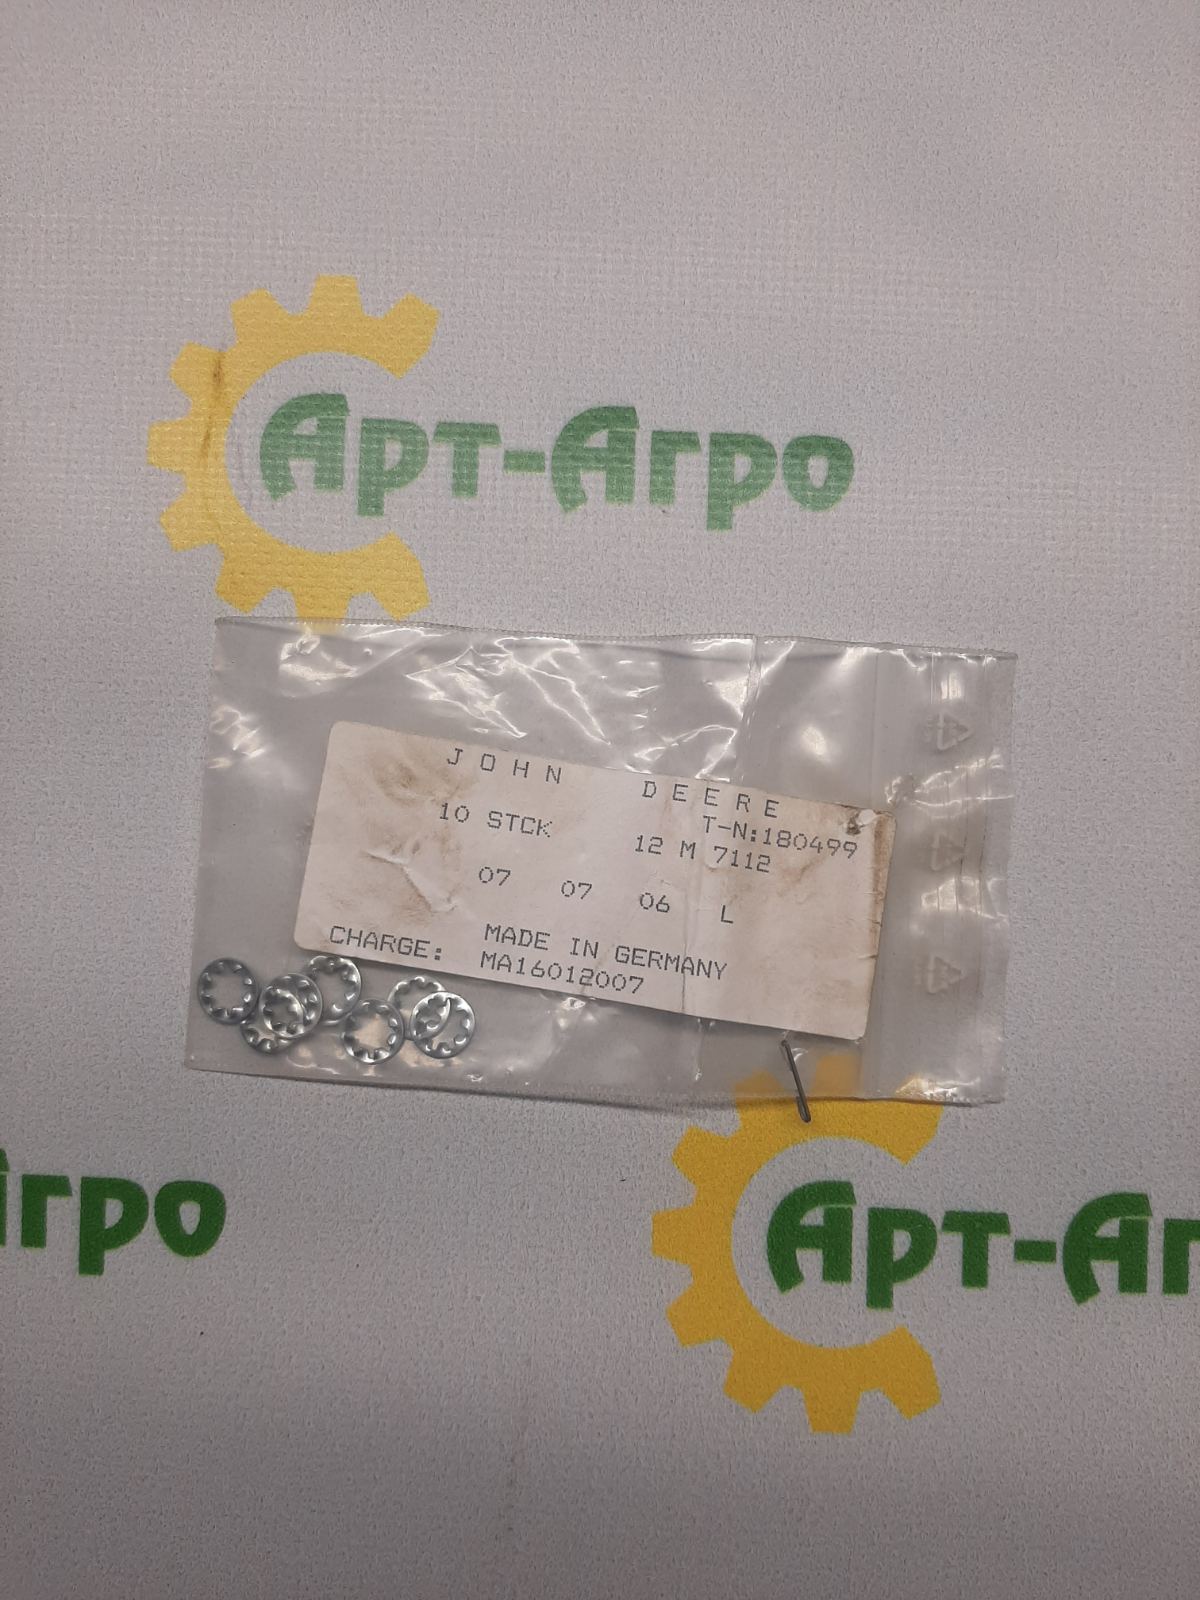 Арт-Агро
JOHN DEERE
T-N:180499
10 STCK 12 M 7112
07 07 06 L
MADE IN GERMANY
CHARGE: MA16012007
Агро
Арт-Аг